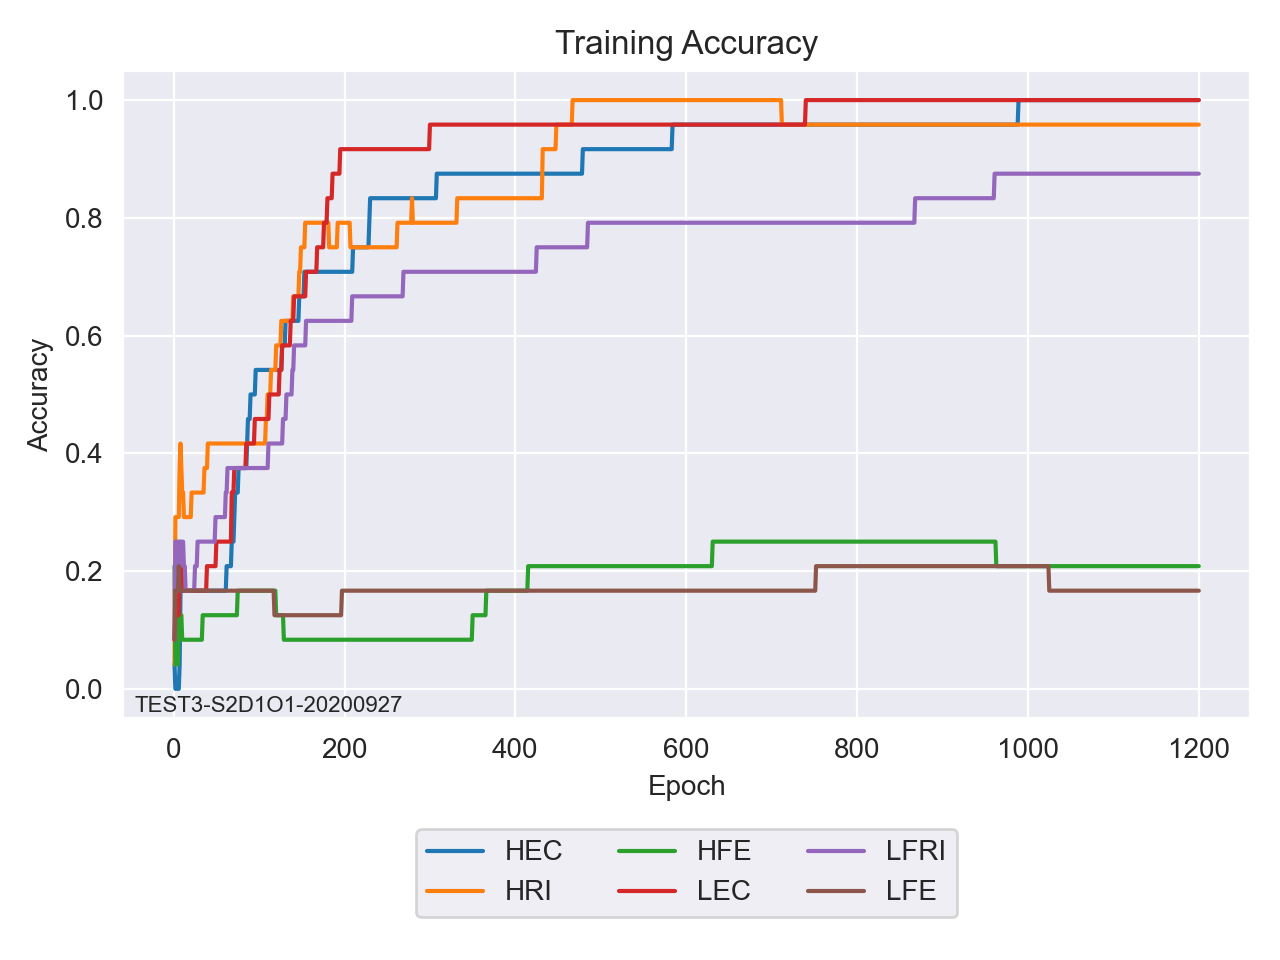 Training Accuracy
1.0
0.8
0.6
0.4
0.2
0.0
Accuracy
TEST3-S2D1O1-20200927
0 200 400 600 800 1000 1200
Epoch
HEC HFE LFRI
HRI LEC LFE